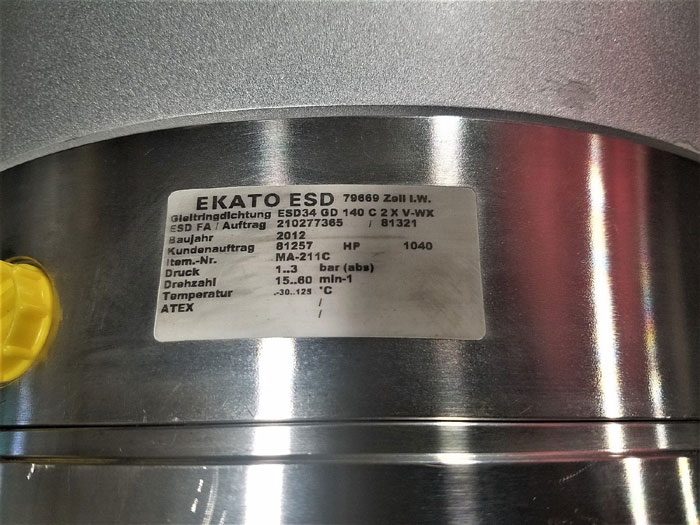 EKATO ESD 79669 Zell i.W.
Gleitringdichtung ESD34 GD 140 C 2 X V-WX
ESD FA / Auftrag 210277365 / 81321
Baujahr 2012
Kundenauftrag 81257 HP 1040
Item.-Nr. MA-211C
Druck 1..3 bar (abs)
Drehzahl 15..60 min-1
Temperatur .-30..125 °C
ATEX /
/